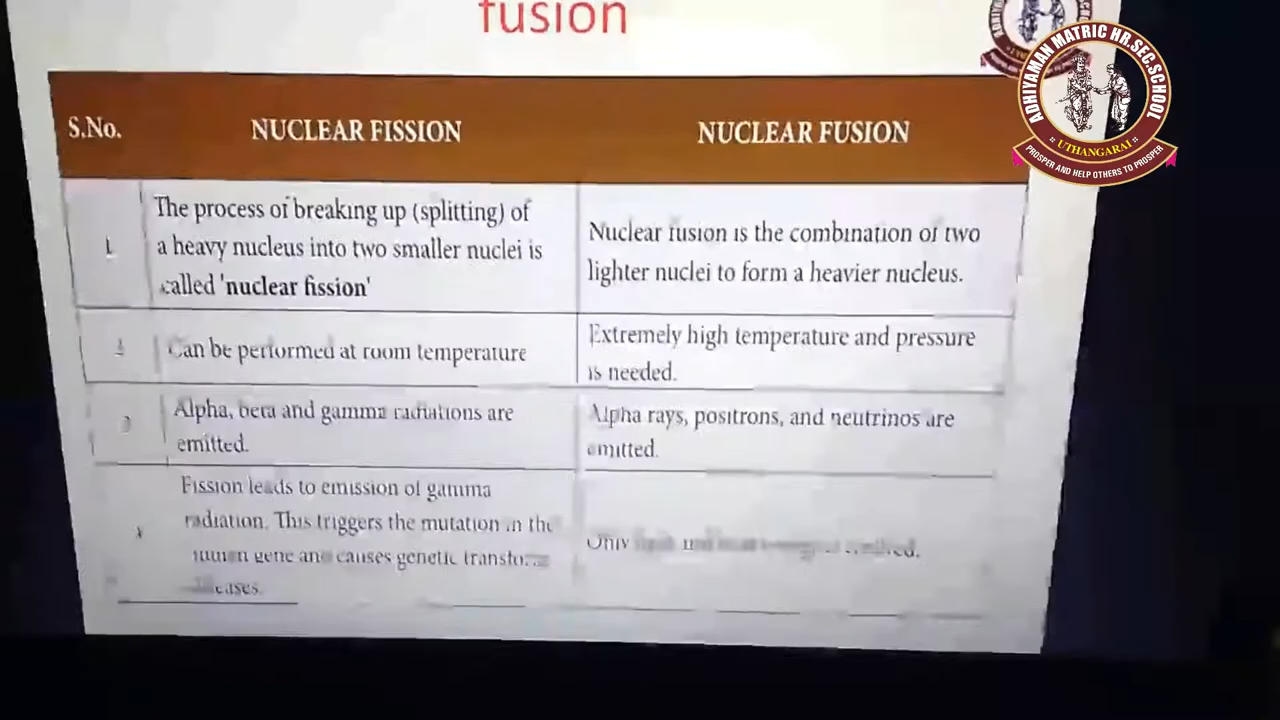 fusion
ADHIYAMAN MATRIC HR.SEC.SCHOOL
UTHANGARAI
PROSPER AND HELP OTHERS TO PROSPER
S.No. NUCLEAR FISSION NUCLEAR FUSION
1.
The process of breaking up (splitting) of
a heavy nucleus into two smaller nuclei is
called 'nuclear fission'
Nuclear fusion is the combination of two
lighter nuclei to form a heavier nucleus.
Can be performed at room temperature
Extremely high temperature and pressure
is needed.
3
Alpha, beta and gamma radiations are
emitted.
Alpha rays, positrons, and neutrinos are
emitted.
Fission leads to emission of gamma
radiation. This triggers the mutation in the
human gene and causes genetic
Only